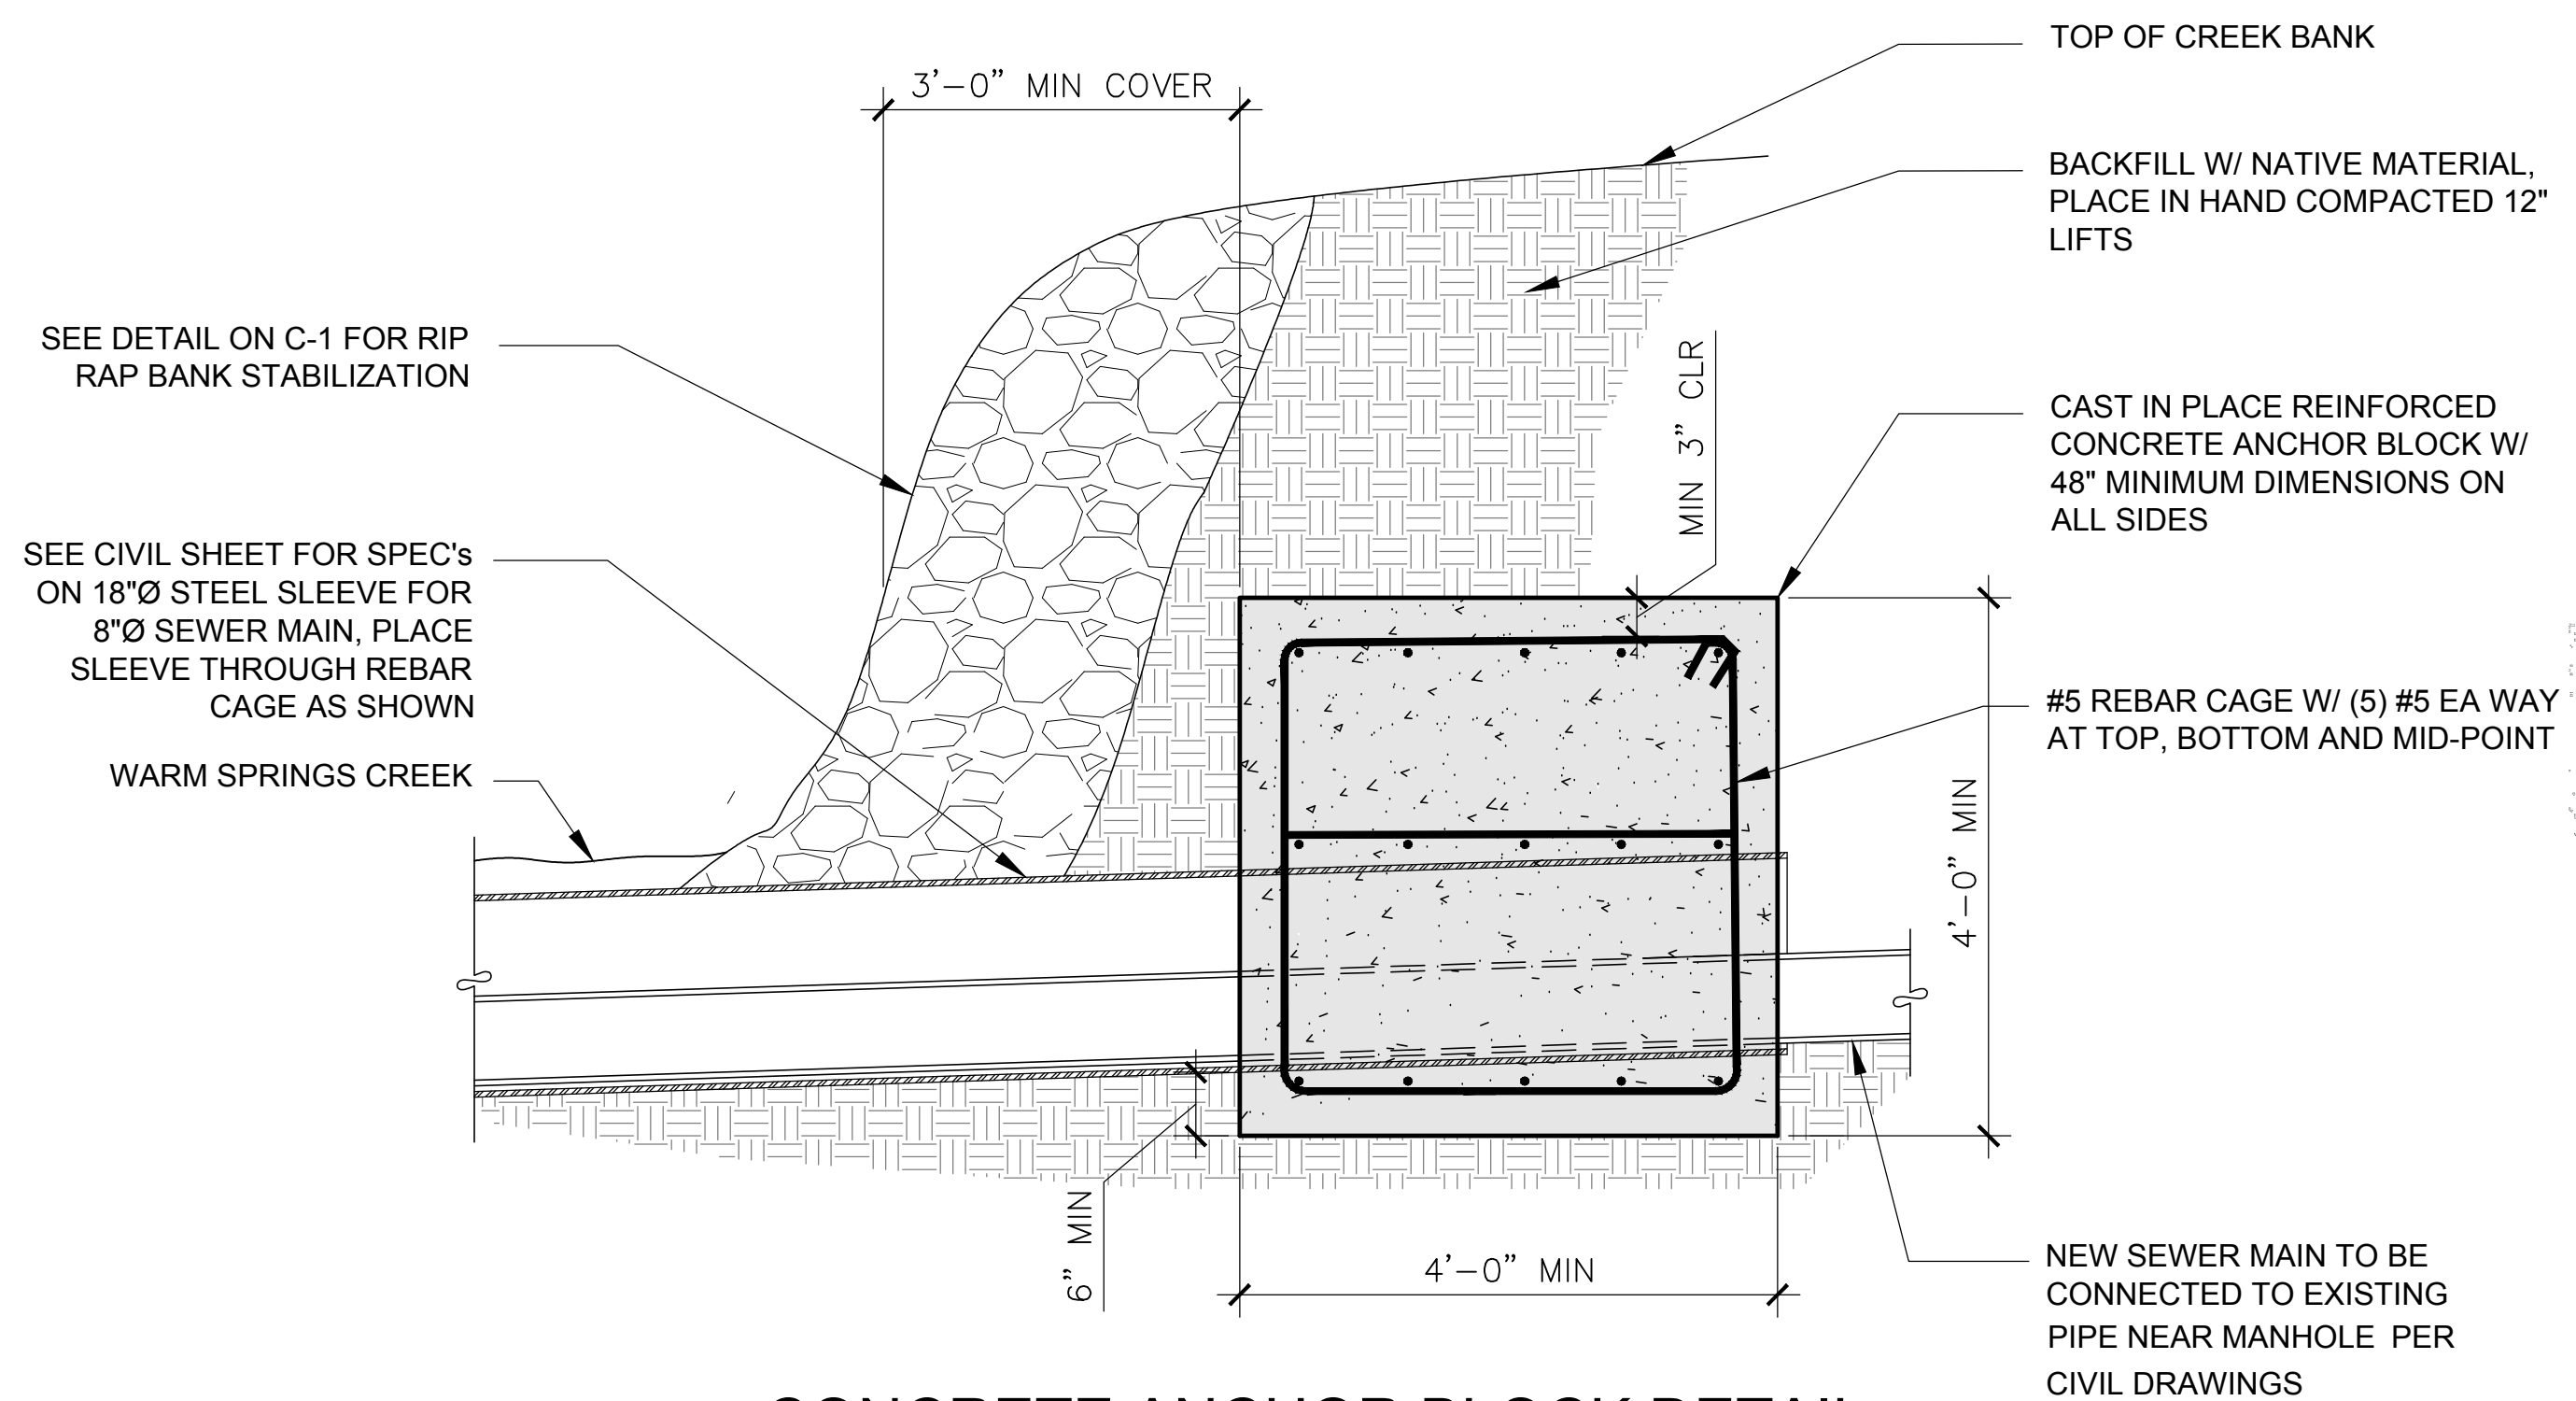 TOP OF CREEK BANK
3'-0" MIN COVER
BACKFILL W/ NATIVE MATERIAL,
PLACE IN HAND COMPACTED 12"
LIFTS
SEE DETAIL ON C-1 FOR RIP
RAP BANK STABILIZATION
MIN 3" CLR
CAST IN PLACE REINFORCED
CONCRETE ANCHOR BLOCK W/
48" MINIMUM DIMENSIONS ON
ALL SIDES
SEE CIVIL SHEET FOR SPEC's
ON 18"Ø STEEL SLEEVE FOR
8"Ø SEWER MAIN, PLACE
SLEEVE THROUGH REBAR
CAGE AS SHOWN
#5 REBAR CAGE W/ (5) #5 EA WAY
AT TOP, BOTTOM AND MID-POINT
WARM SPRINGS CREEK
4'-0" MIN
6" MIN
4'-0" MIN
NEW SEWER MAIN TO BE
CONNECTED TO EXISTING
PIPE NEAR MANHOLE PER
CIVIL DRAWINGS
CONCRETE ANCHOR BLOCK DETAIL